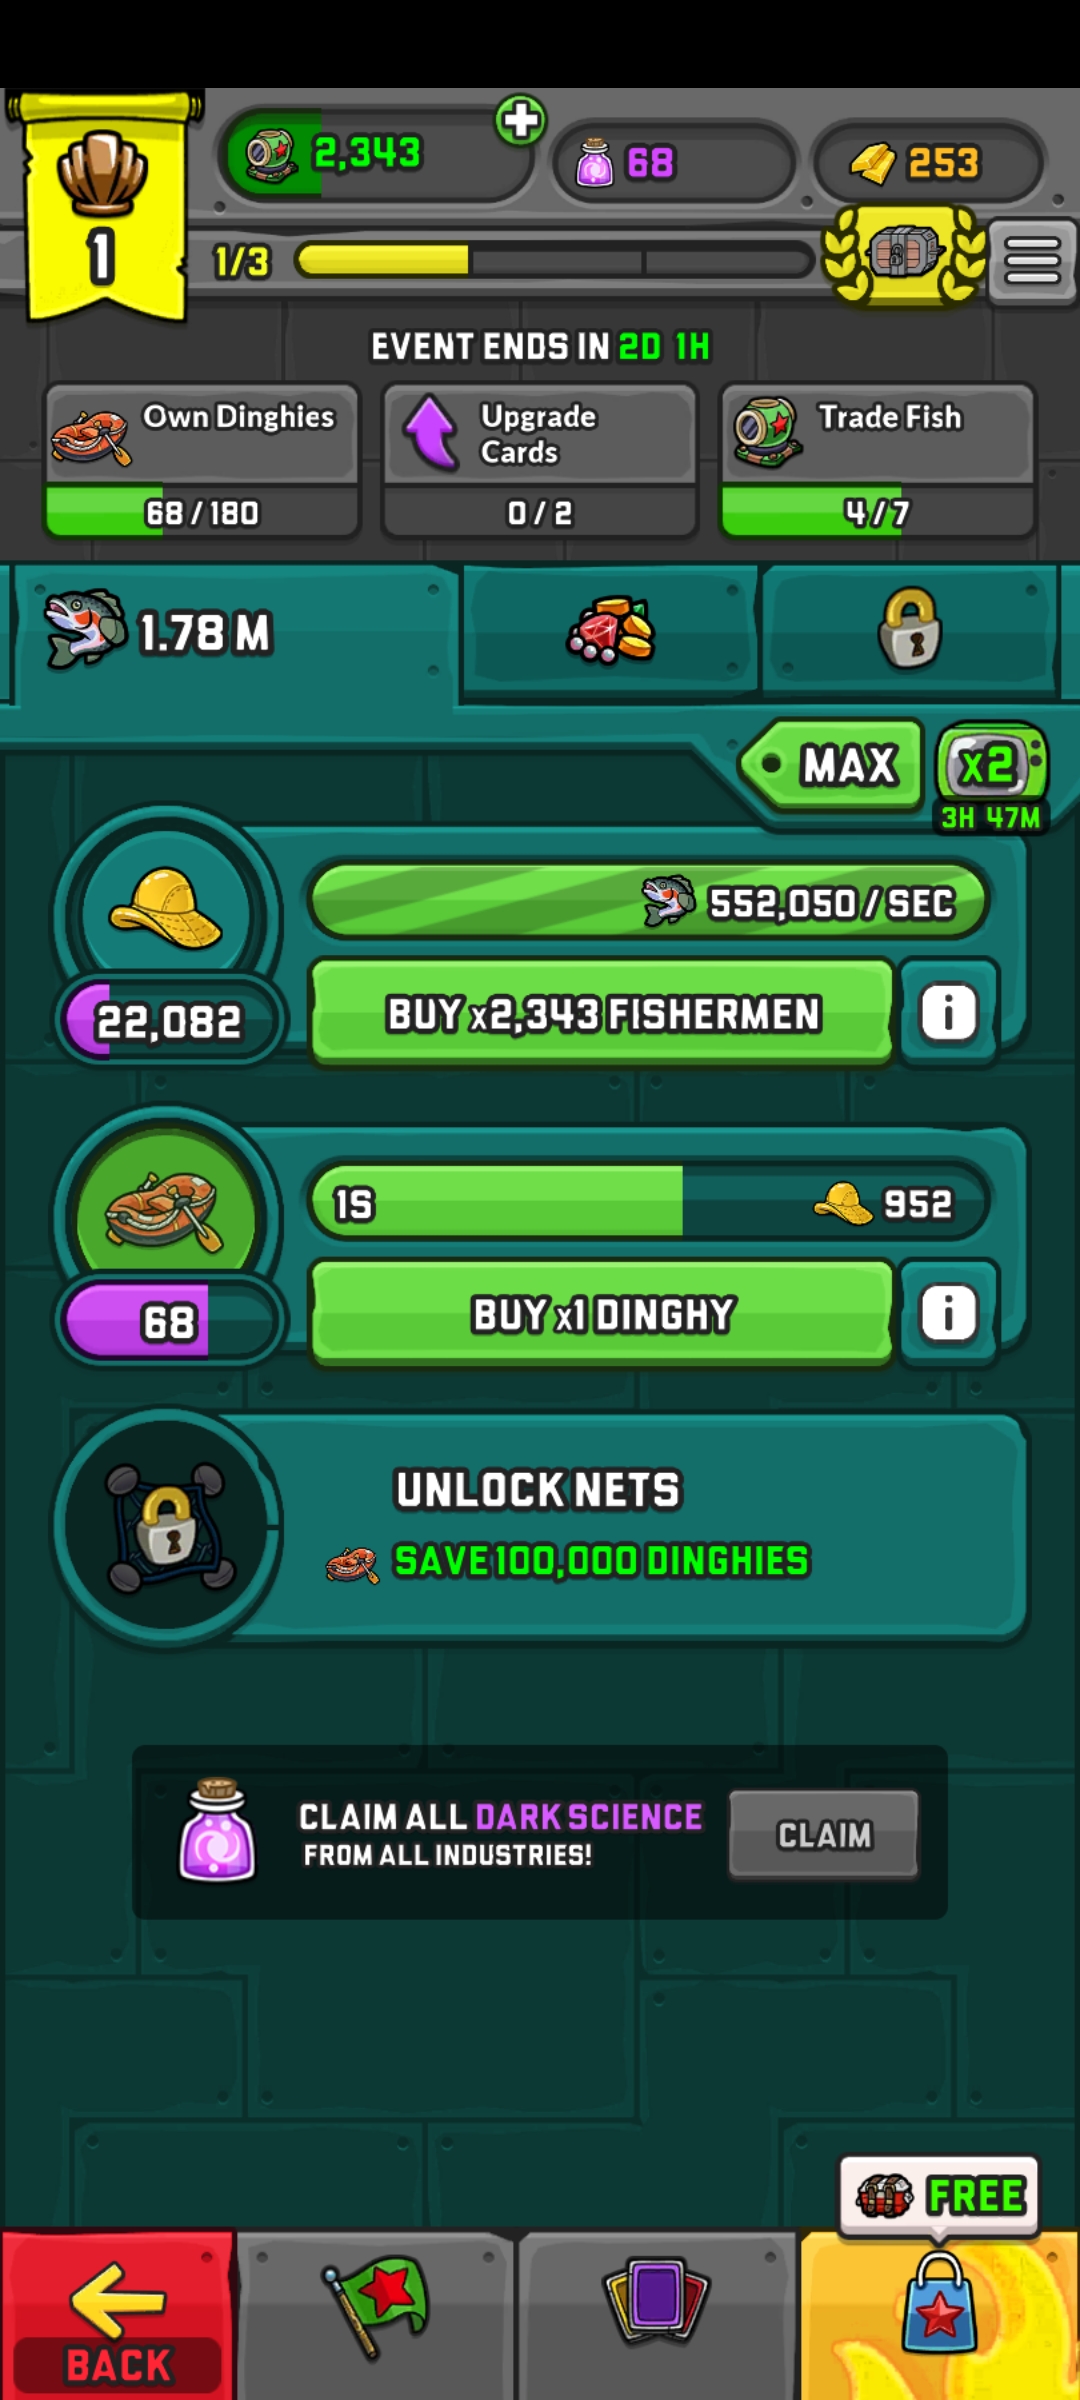 2,343
68
253
1
1/3
EVENT ENDS IN 2D 1H
Own Dinghies
68/180
Upgrade
Cards
0/2
Trade Fish
4/7
1.78 M
MAX
x2
3H 47M
552,050/SEC
22,082
BUY x2,343 FISHERMEN
i
1S
952
68
BUY x1 DINGHY
i
UNLOCK NETS
SAVE 100,000 DINGHIES
CLAIM ALL DARK SCIENCE
FROM ALL INDUSTRIES!
CLAIM
FREE
BACK